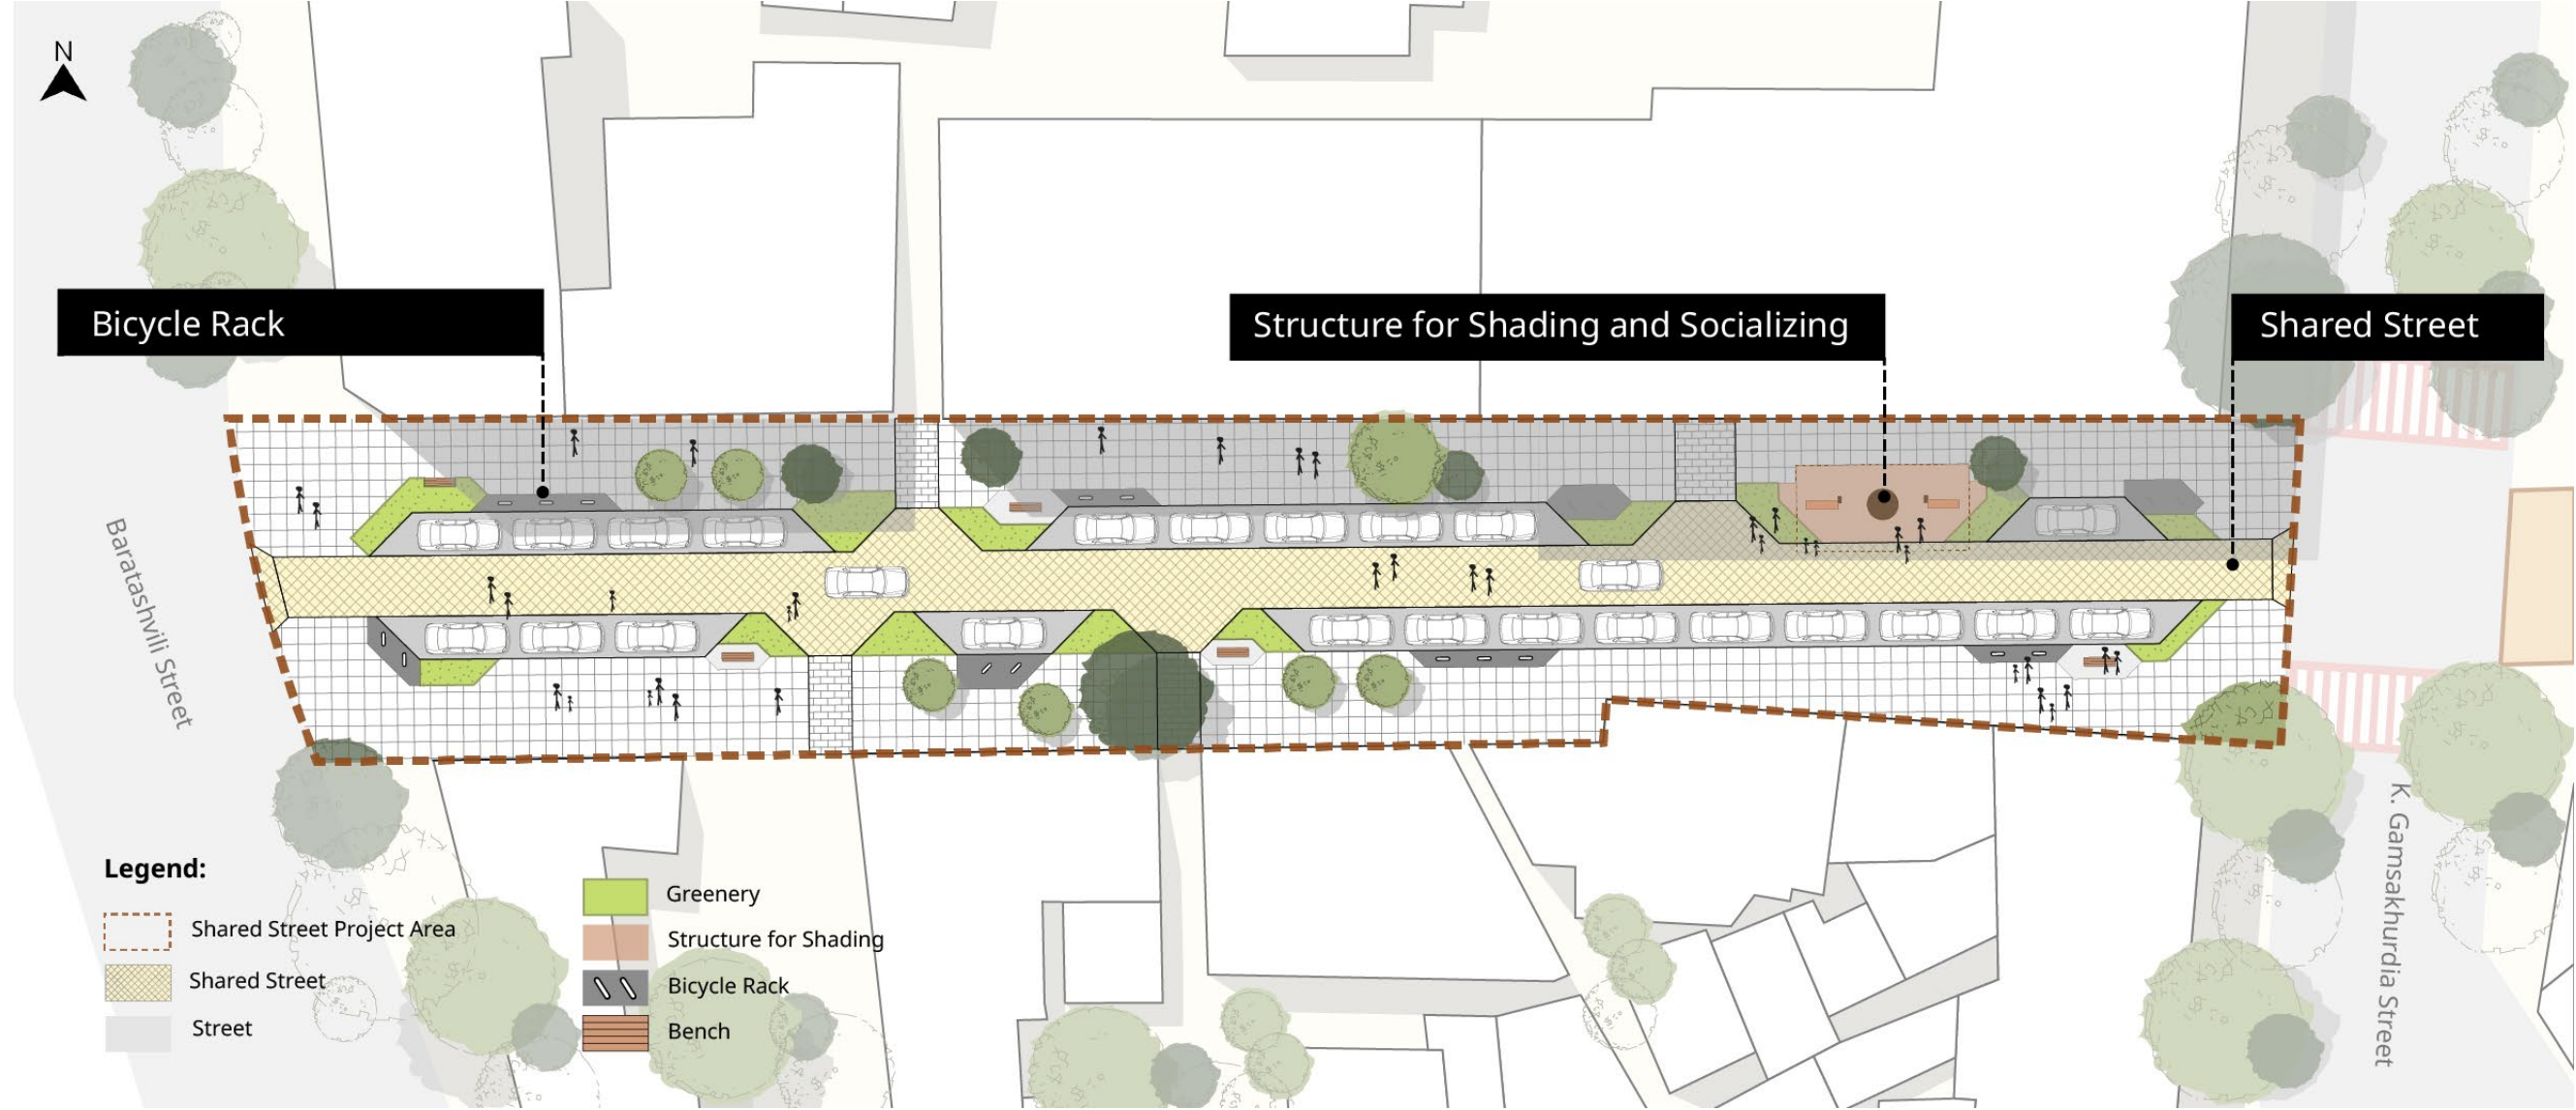 N
Bicycle Rack
Structure for Shading and Socializing
Shared Street
Baratashvili Street
K. Gamsakhurdia Street
Legend:
Shared Street Project Area
Shared Street
Street
Greenery
Structure for Shading
Bicycle Rack
Bench